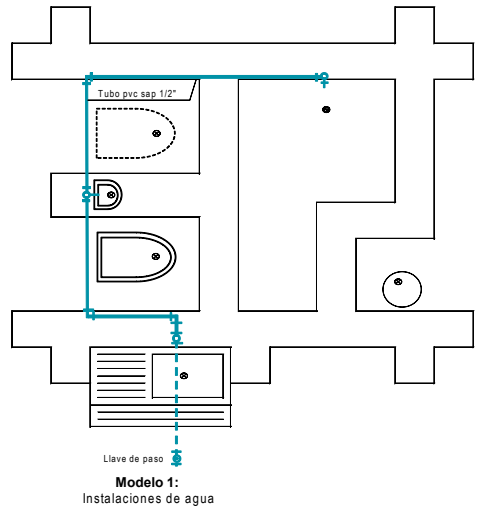 Tubo pvc sap 1/2"
Llave de paso
Modelo 1:
Instalaciones de agua